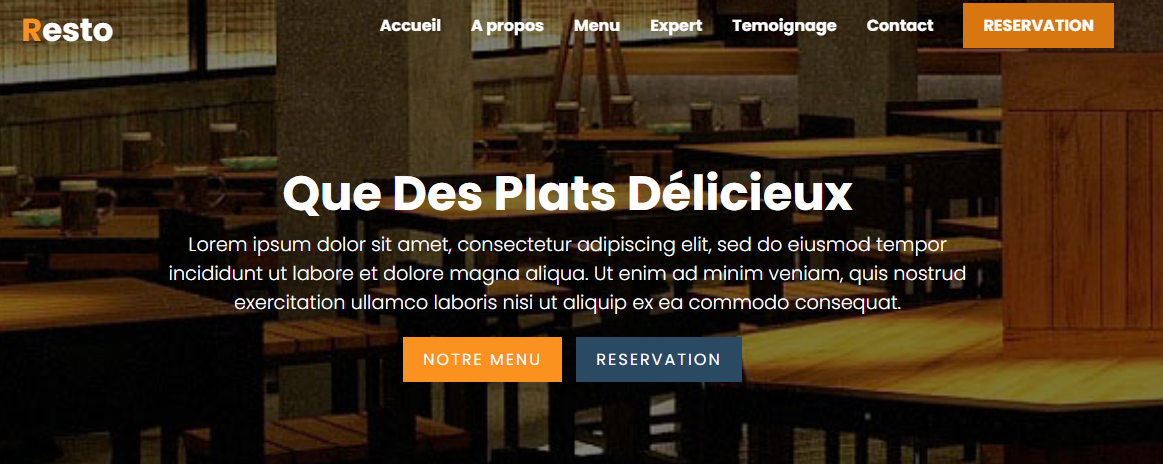 Resto
Accueil A propos Menu Expert Temoignage Contact RESERVATION
Que Des Plats Délicieux
Lorem ipsum dolor sit amet, consectetur adipiscing elit, sed do eiusmod tempor
incididunt ut labore et dolore magna aliqua. Ut enim ad minim veniam, quis nostrud
exercitation ullamco laboris nisi ut aliquip ex ea commodo consequat.
NOTRE MENU RESERVATION